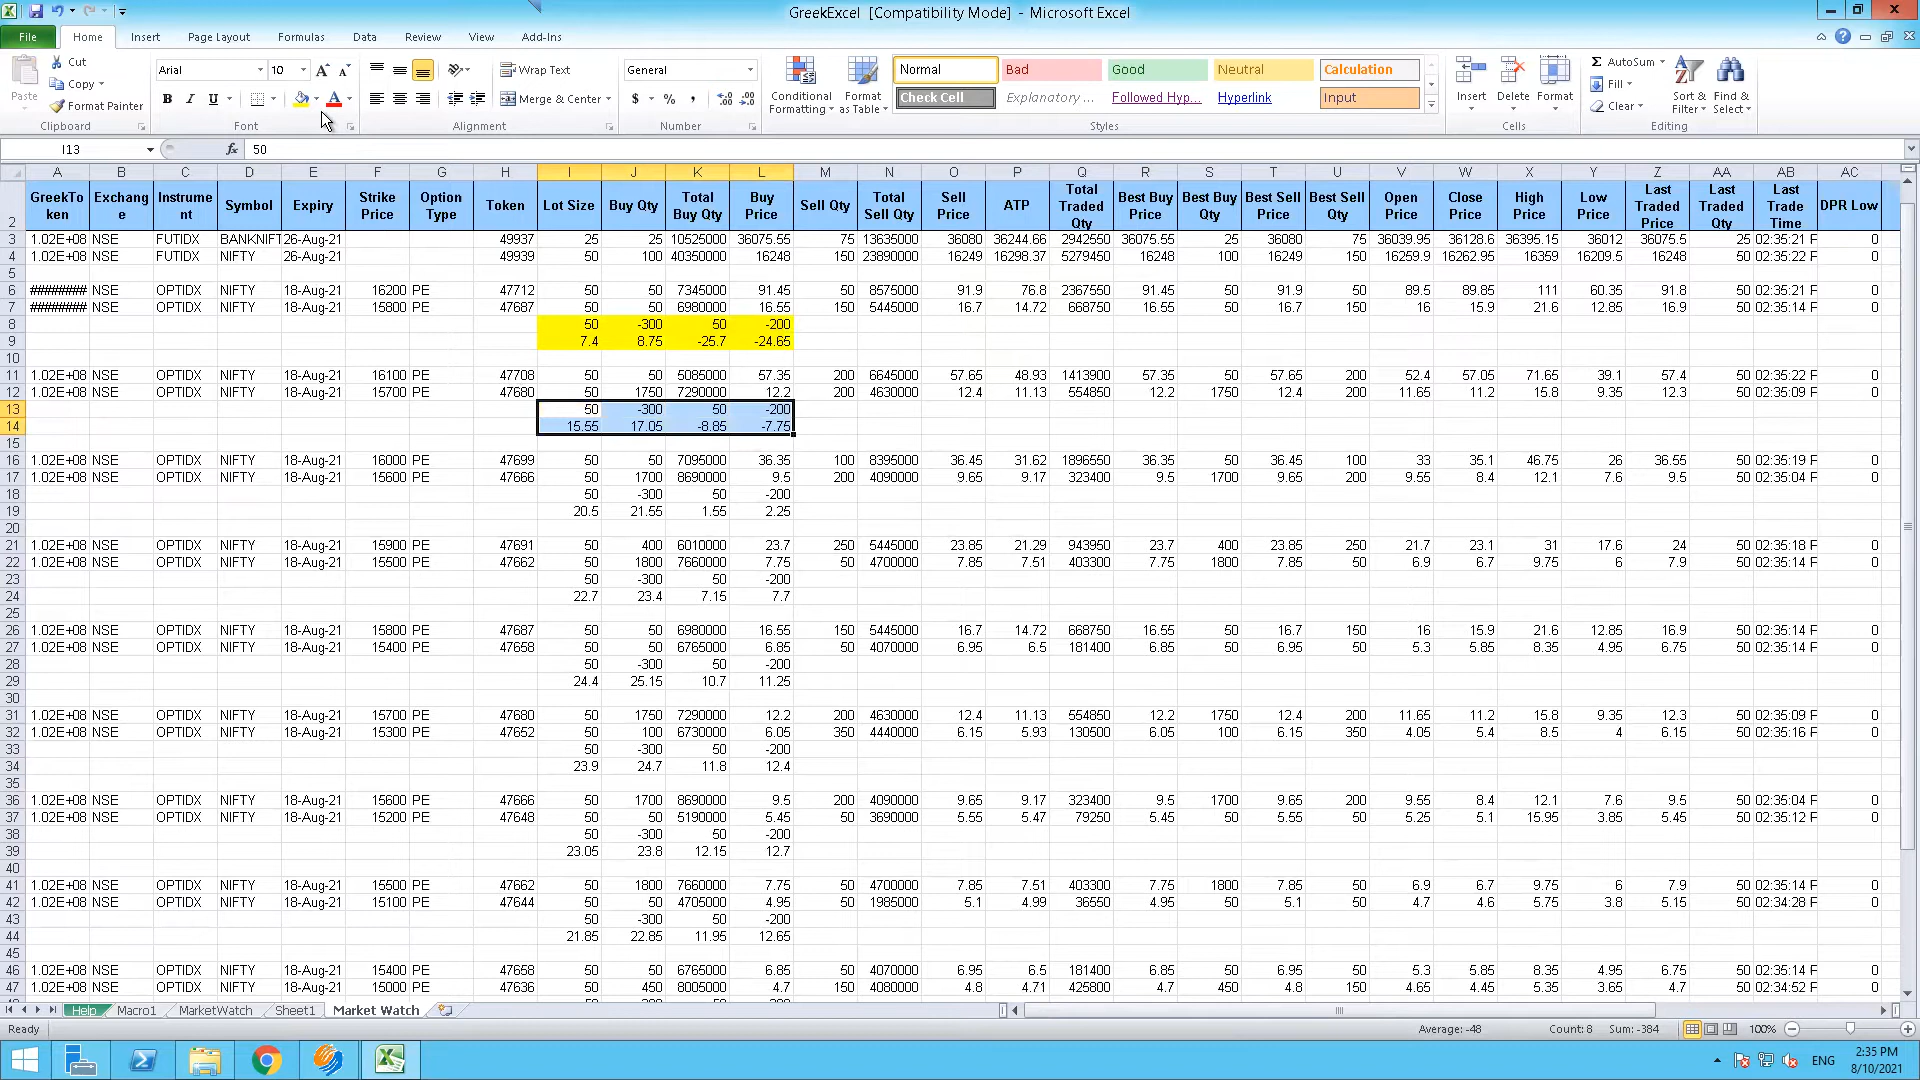 GreekExcel [Compatibility Mode] - Microsoft Excel
File Home Insert Page Layout Formulas Data Review View Add-Ins
Paste Cut Copy Format Painter Clipboard
Arial 10 B I U Font
Wrap Text Merge & Center Alignment
General $ % , Number
Conditional Formatting Format as Table
Normal Bad Good Neutral Calculation
Check Cell Explanatory ... Followed Hyp... Hyperlink Input
Styles
Insert Delete Format Cells
Σ AutoSum Fill Clear Sort & Filter Find & Select Editing
I13 fx 50
A B C D E F G H I J K L M N O P Q R S T U V W X Y Z AA AB AC
2 GreekToken Exchange Instrument Symbol Expiry Strike Price Option Type Token Lot Size Buy Qty Total Buy Qty Buy Price Sell Qty Total Sell Qty Sell Price ATP Total Traded Qty Best Buy Price Best Buy Qty Best Sell Price Best Sell Qty Open Price Close Price High Price Low Price Last Traded Price Last Traded Qty Last Trade Time DPR Low
3 1.02E+08 NSE FUTIDX BANKNIFT 26-Aug-21 49937 25 25 10525000 36075.55 75 13635000 36080 36244.66 2942550 36075.55 25 36080 75 36039.95 36128.6 36395.15 36012 36075.5 25 02:35:21 F 0
4 1.02E+08 NSE FUTIDX NIFTY 26-Aug-21 49939 50 100 40350000 16248 150 23890000 16249 16298.37 5279450 16248 100 16249 150 16259.9 16262.95 16359 16209.5 16248 50 02:35:22 F 0
5
6 ####### NSE OPTIDX NIFTY 18-Aug-21 16200 PE 47712 50 50 7345000 91.45 50 8575000 91.9 76.8 2367550 91.45 50 91.9 50 89.5 89.85 111 60.35 91.8 50 02:35:21 F 0
7 ####### NSE OPTIDX NIFTY 18-Aug-21 15800 PE 47687 50 50 6980000 16.55 150 5445000 16.7 14.72 668750 16.55 50 16.7 150 16 15.9 21.6 12.85 16.9 50 02:35:14 F 0
8 50 -300 50 -200
9 7.4 8.75 -25.7 -24.65
10
11 1.02E+08 NSE OPTIDX NIFTY 18-Aug-21 16100 PE 47708 50 50 5085000 57.35 200 6645000 57.65 48.93 1413900 57.35 50 57.65 200 52.4 57.05 71.65 39.1 57.4 50 02:35:22 F 0
12 1.02E+08 NSE OPTIDX NIFTY 18-Aug-21 15700 PE 47680 50 1750 7290000 12.2 200 4630000 12.4 11.13 554850 12.2 1750 12.4 200 11.65 11.2 15.8 9.35 12.3 50 02:35:09 F 0
13 50 -300 50 -200
14 15.55 17.05 -8.85 -7.75
15
16 1.02E+08 NSE OPTIDX NIFTY 18-Aug-21 16000 PE 47699 50 50 7095000 36.35 100 8395000 36.45 31.62 1896550 36.35 50 36.45 100 33 35.1 46.75 26 36.55 50 02:35:19 F 0
17 1.02E+08 NSE OPTIDX NIFTY 18-Aug-21 15600 PE 47666 50 1700 8690000 9.5 200 4090000 9.65 9.17 323400 9.5 1700 9.65 200 9.55 8.4 12.1 7.6 9.5 50 02:35:04 F 0
18 50 -300 50 -200
19 20.5 21.55 1.55 2.25
20
21 1.02E+08 NSE OPTIDX NIFTY 18-Aug-21 15900 PE 47691 50 400 6010000 23.7 250 5445000 23.85 21.29 943950 23.7 400 23.85 250 21.7 23.1 31 17.6 24 50 02:35:18 F 0
22 1.02E+08 NSE OPTIDX NIFTY 18-Aug-21 15500 PE 47662 50 1800 7660000 7.75 50 4700000 7.85 7.51 403300 7.75 1800 7.85 50 6.9 6.7 9.75 6 7.9 50 02:35:14 F 0
23 50 -300 50 -200
24 22.7 23.4 7.15 7.7
25
26 1.02E+08 NSE OPTIDX NIFTY 18-Aug-21 15800 PE 47687 50 50 6980000 16.55 150 5445000 16.7 14.72 668750 16.55 50 16.7 150 16 15.9 21.6 12.85 16.9 50 02:35:14 F 0
27 1.02E+08 NSE OPTIDX NIFTY 18-Aug-21 15400 PE 47658 50 50 6765000 6.85 50 4070000 6.95 6.5 181400 6.85 50 6.95 50 5.3 5.85 8.35 4.95 6.75 50 02:35:14 F 0
28 50 -300 50 -200
29 24.4 25.15 10.7 11.25
30
31 1.02E+08 NSE OPTIDX NIFTY 18-Aug-21 15700 PE 47680 50 1750 7290000 12.2 200 4630000 12.4 11.13 554850 12.2 1750 12.4 200 11.65 11.2 15.8 9.35 12.3 50 02:35:09 F 0
32 1.02E+08 NSE OPTIDX NIFTY 18-Aug-21 15300 PE 47652 50 100 6730000 6.05 350 4440000 6.15 5.93 130500 6.05 100 6.15 350 4.05 5.4 8.5 4 6.15 50 02:35:16 F 0
33 50 -300 50 -200
34 23.9 24.7 11.8 12.4
35
36 1.02E+08 NSE OPTIDX NIFTY 18-Aug-21 15600 PE 47666 50 1700 8690000 9.5 200 4090000 9.65 9.17 323400 9.5 1700 9.65 200 9.55 8.4 12.1 7.6 9.5 50 02:35:04 F 0
37 1.02E+08 NSE OPTIDX NIFTY 18-Aug-21 15200 PE 47648 50 50 5190000 5.45 50 3690000 5.55 5.47 79250 5.45 50 5.55 50 5.25 5.1 15.95 3.85 5.45 50 02:35:12 F 0
38 50 -300 50 -200
39 23.05 23.8 12.15 12.7
40
41 1.02E+08 NSE OPTIDX NIFTY 18-Aug-21 15500 PE 47662 50 1800 7660000 7.75 50 4700000 7.85 7.51 403300 7.75 1800 7.85 50 6.9 6.7 9.75 6 7.9 50 02:35:14 F 0
42 1.02E+08 NSE OPTIDX NIFTY 18-Aug-21 15100 PE 47644 50 50 4705000 4.95 50 1985000 5.1 4.99 36550 4.95 50 5.1 50 4.7 4.6 5.75 3.8 5.15 50 02:34:28 F 0
43 50 -300 50 -200
44 21.85 22.85 11.95 12.65
45
46 1.02E+08 NSE OPTIDX NIFTY 18-Aug-21 15400 PE 47658 50 50 6765000 6.85 50 4070000 6.95 6.5 181400 6.85 50 6.95 50 5.3 5.85 8.35 4.95 6.75 50 02:35:14 F 0
47 1.02E+08 NSE OPTIDX NIFTY 18-Aug-21 15000 PE 47636 50 450 8005000 4.7 150 4080000 4.8 4.71 425800 4.7 450 4.8 150 4.65 4.45 5.35 3.65 4.7 50 02:34:52 F 0
Help Macro1 MarketWatch Sheet1 Market Watch
Ready Average: -48 Count: 8 Sum: -384 100%
ENG 2:35 PM
8/10/2021